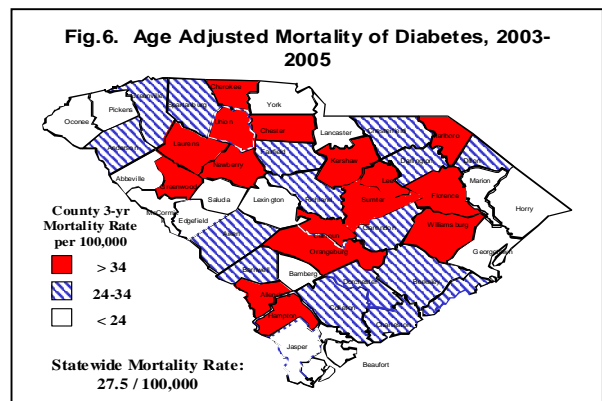 Fig.6. Age Adjusted Mortality of Diabetes, 2003-
2005
Cherokee
Greenville
Spartanburg
York
Pickers
Oconee
Union
Chester
Lancaster
Chesterfield
Marlboro
Anderson
Laurens
Fairfield
Kershaw
Darlington
Dillon
Newberry
Abbeville
Greenwood
Lee
Marion
Florence
Saluda
Lexington
Richland
Sumter
Horry
McCormic
Edgefield
Calhoun
Clarendon
Williamsburg
Aiken
Orangeburg
Georgetown
Barnwell
Bamberg
Dorchester
Berkeley
Allendale
Colleton
Hampton
Charleston
Jasper
Beaufort
County 3-yr
Mortality Rate
per 100,000
> 34
24-34
< 24
Statewide Mortality Rate:
27.5 / 100,000